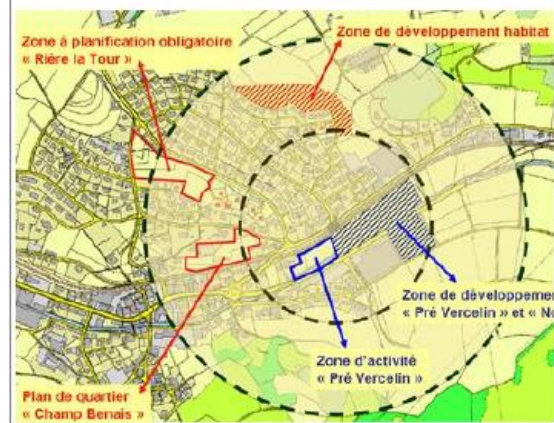 Zone à planification obligatoire
« Rière la Tour »
Zone de développement habitat
Zone de développemen
« Pré Vercelin » et « No
Zone d'activité
« Pré Vercelin »
Plan de quartier
« Champ Benais »